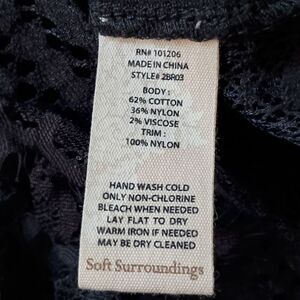 RN# 101206
MADE IN CHINA
STYLE# 2BR03
BODY:
62% COTTON
36% NYLON
2% VISCOSE
TRIM:
100% NYLON
HAND WASH COLD
ONLY NON-CHLORINE
BLEACH WHEN NEEDED
LAY FLAT TO DRY
WARM IRON IF NEEDED
MAY BE DRY CLEANED
Soft Surroundings